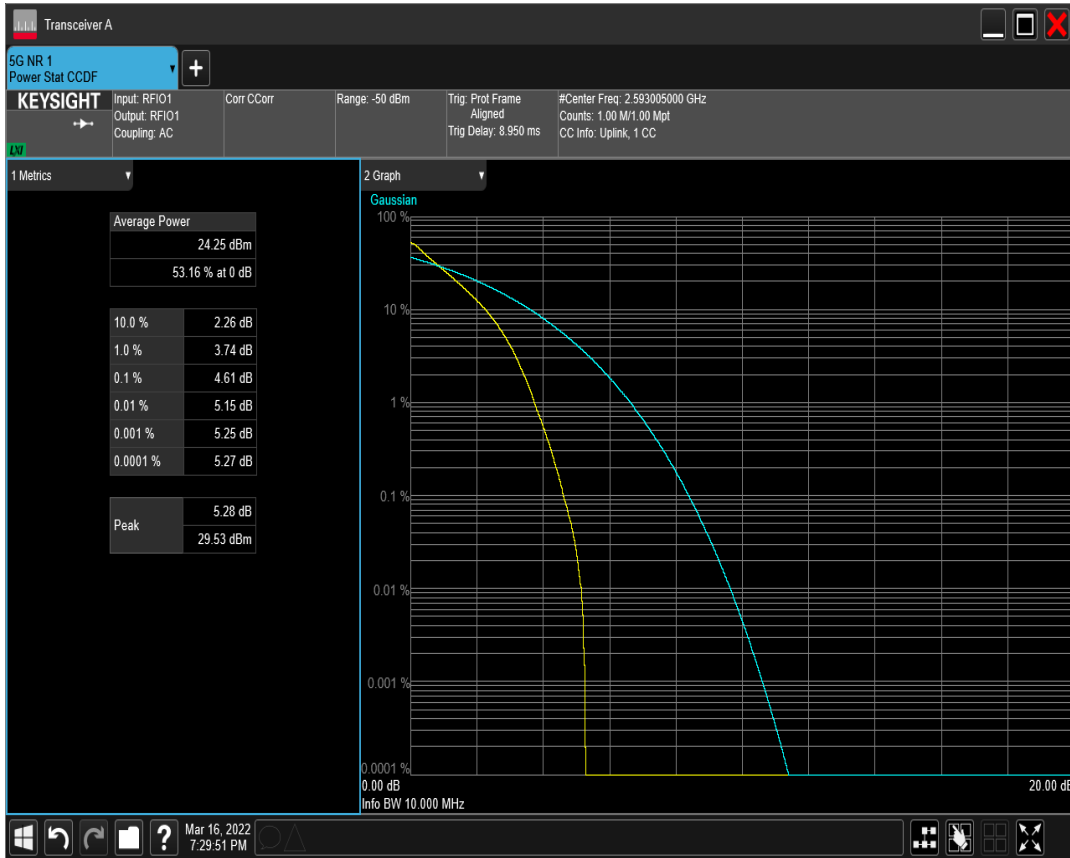 Transceiver A
5G NR 1
Power Stat CCDF
KEYSIGHT
LXI
Input: RFIO1
Output: RFIO1
Coupling: AC
Corr CCorr
Range: -50 dBm
Trig: Prot Frame
Aligned
Trig Delay: 8.950 ms
#Center Freq: 2.593005000 GHz
Counts: 1.00 M/1.00 Mpt
CC Info: Uplink, 1 CC
1 Metrics
Average Power
24.25 dBm
53.16 % at 0 dB
10.0 % 2.26 dB
1.0 % 3.74 dB
0.1 % 4.61 dB
0.01 % 5.15 dB
0.001 % 5.25 dB
0.0001 % 5.27 dB
Peak
5.28 dB
29.53 dBm
2 Graph
Gaussian
100 %
10 %
1 %
0.1 %
0.01 %
0.001 %
0.0001 %
0.00 dB 20.00 dB
Info BW 10.000 MHz
?
Mar 16, 2022
7:29:51 PM